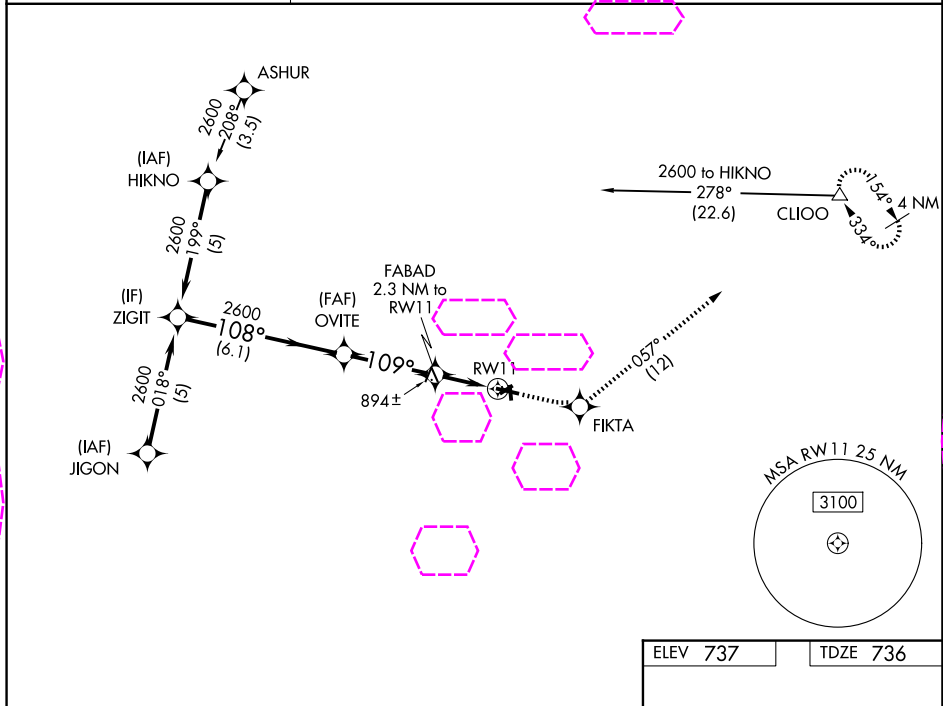 ASHUR
2600
208°
(3.5)
(IAF)
HIKNO
2600
199°
(5)
(IF)
ZIGIT
2600
108°
(6.1)
(FAF)
OVITE
FABAD
2.3 NM to
RW11
109°
894±
RW11
FIKTA
057°
(12)
2600 to HIKNO
278°
(22.6)
CLIOO
154°
4 NM
334°
2600
018°
(5)
(IAF)
JIGON
MSA RW11 25 NM
3100
ELEV 737
TDZE 736